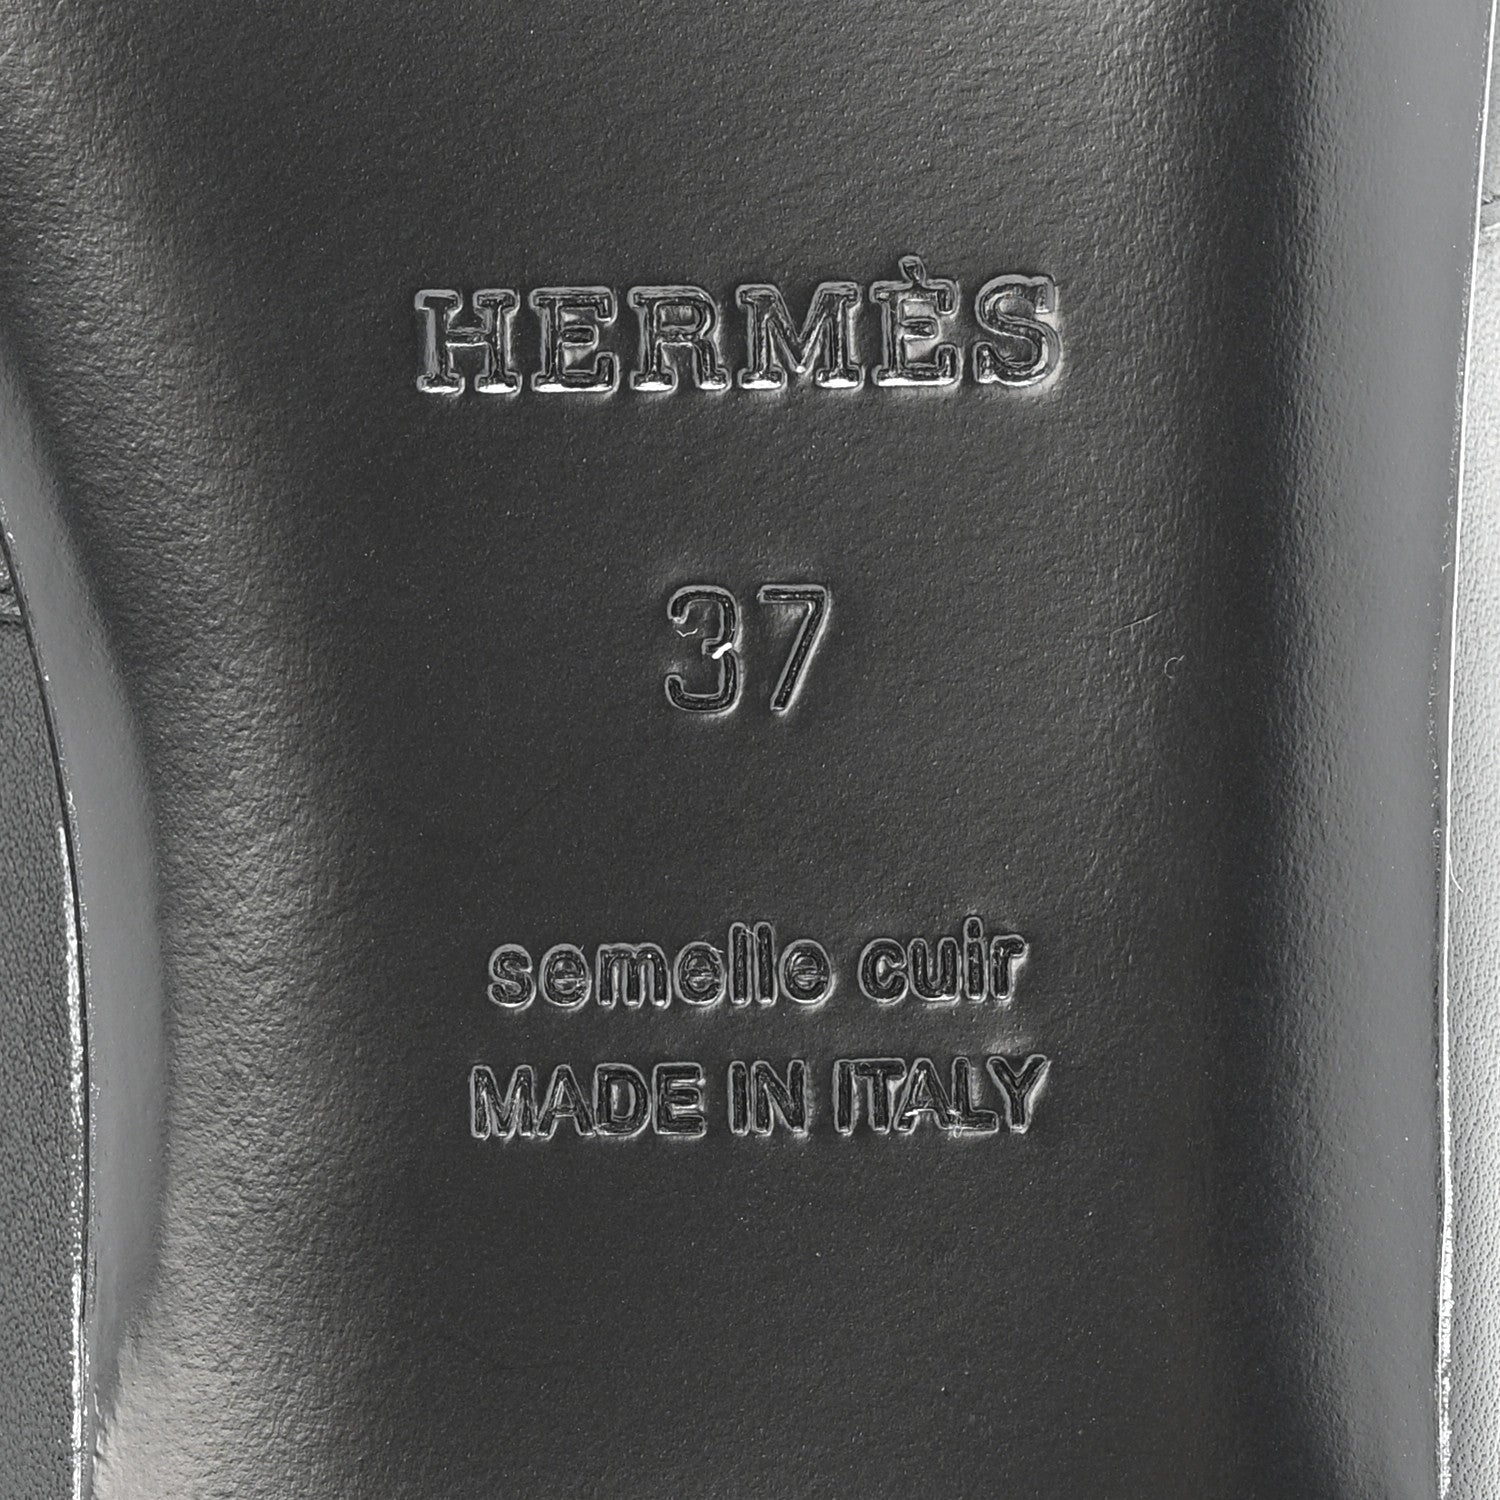 HERMÈS
37
semelle cuir
MADE IN ITALY